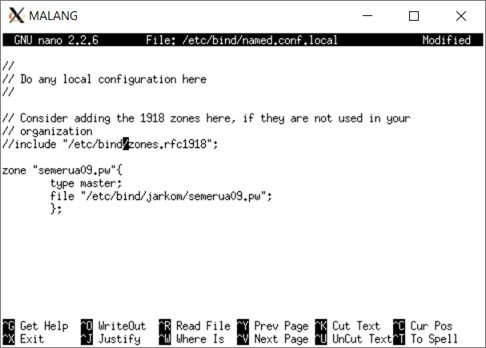 MALANG
GNU nano 2.2.6 File: /etc/bind/named.conf.local Modified
//
// Do any local configuration here
//
// Consider adding the 1918 zones here, if they are not used in your
// organization
//include "/etc/bind/zones.rfc1918";
zone "semerua09.pw"{
type master;
file "/etc/bind/jarkom/semerua09.pw";
};
^G Get Help ^O WriteOut ^R Read File ^Y Prev Page ^K Cut Text ^C Cur Pos
^X Exit ^J Justify ^W Where Is ^V Next Page ^U UnCut Text ^T To Spell